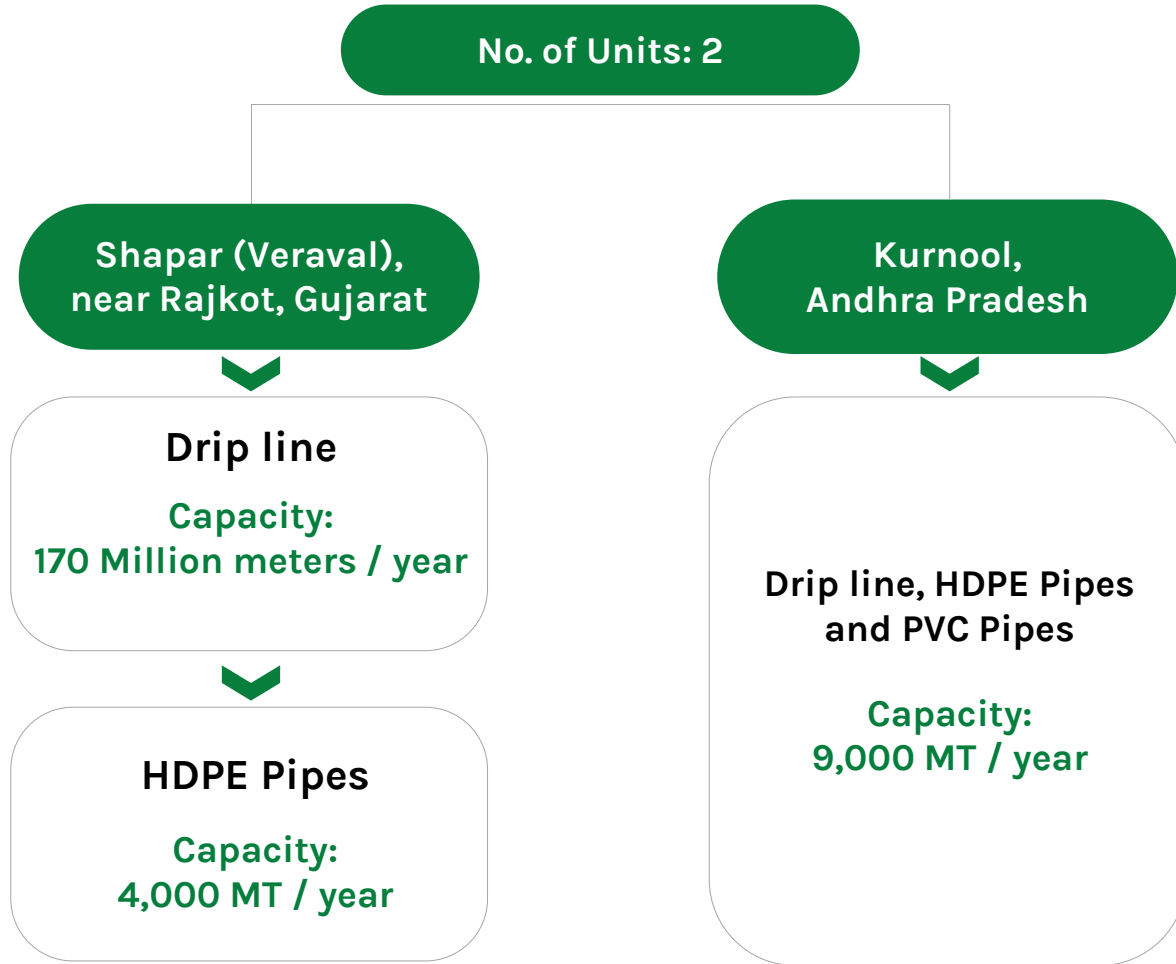 No. of Units: 2
Shapar (Veraval),
near Rajkot, Gujarat
Drip line
Capacity:
170 Million meters / year
HDPE Pipes
Capacity:
4,000 MT / year
Kurnool,
Andhra Pradesh
Drip line, HDPE Pipes
and PVC Pipes
Capacity:
9,000 MT / year